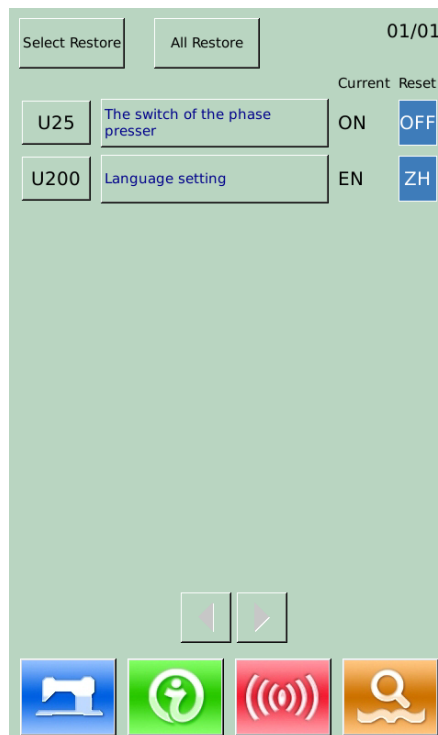 Select Restore
All Restore
01/01
Current Reset
U25
The switch of the phase
presser
ON
OFF
U200
Language setting
EN
ZH